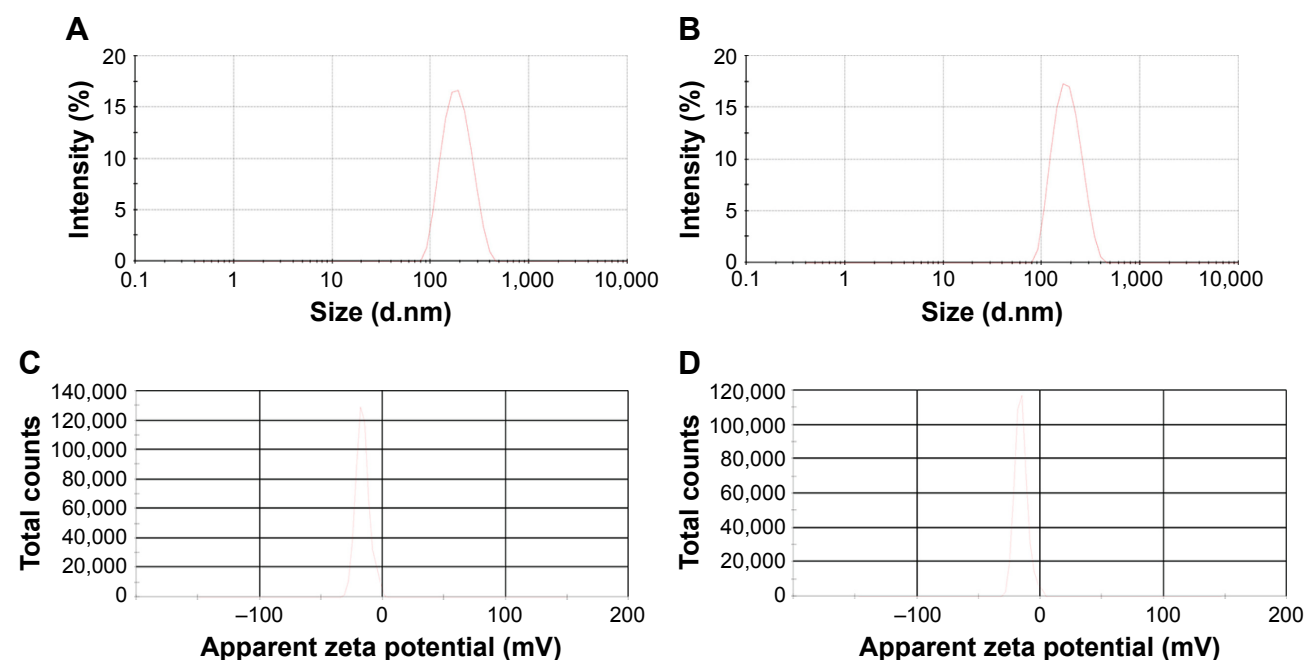 A
20
15
10
5
0
Intensity (%)
0.1 1 10 100 1,000 10,000
Size (d.nm)
B
20
15
10
5
0
Intensity (%)
0.1 1 10 100 1,000 10,000
Size (d.nm)
C
140,000
120,000
100,000
80,000
60,000
40,000
20,000
0
Total counts
–100 0 100 200
Apparent zeta potential (mV)
D
120,000
100,000
80,000
60,000
40,000
20,000
0
Total counts
–100 0 100 200
Apparent zeta potential (mV)